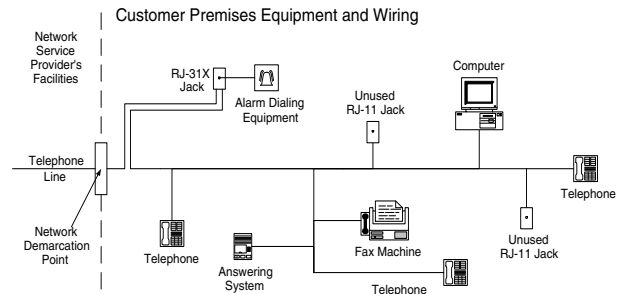 Customer Premises Equipment and Wiring
Network
Service
Provider's
Facilities
RJ-31X
Jack
Alarm Dialing
Equipment
Unused
RJ-11 Jack
Computer
Telephone
Line
Telephone
Network
Demarcation
Point
Telephone
Answering
System
Fax Machine
Unused
RJ-11 Jack
Telephone